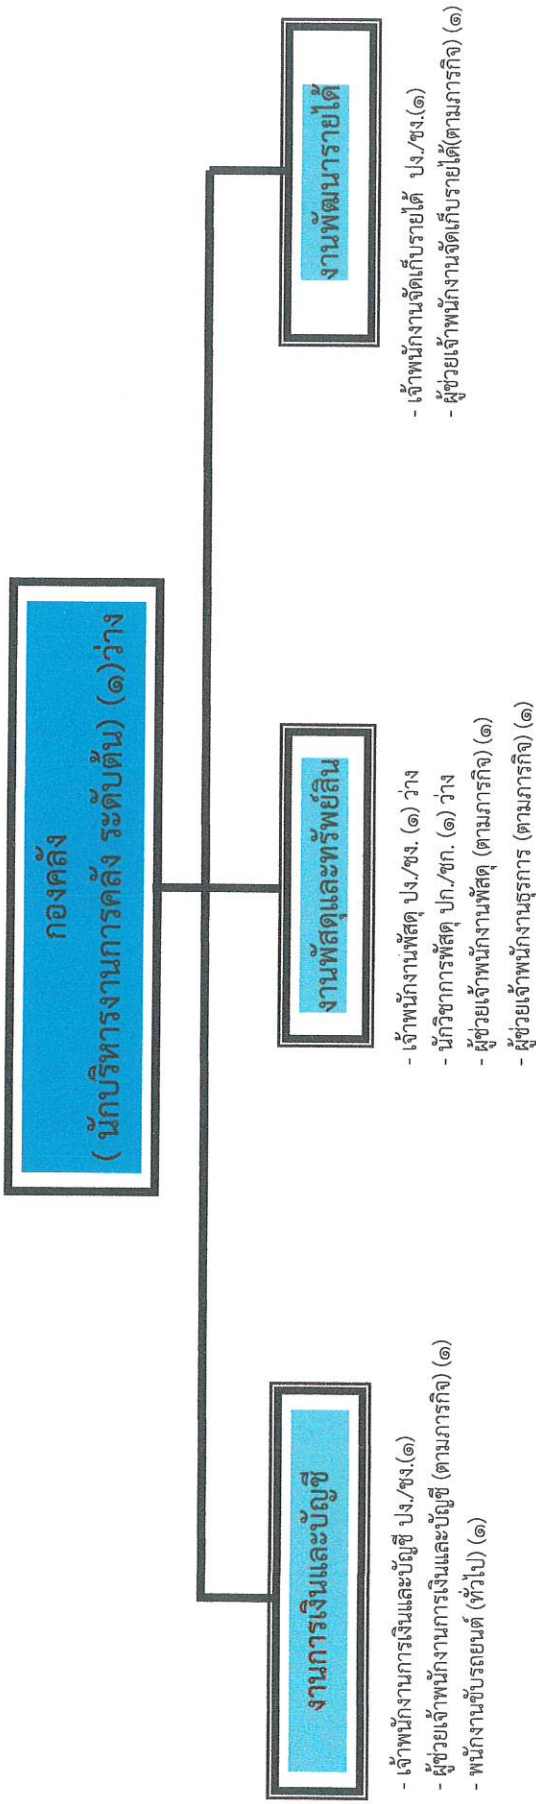 กองคลัง
( นักบริหารงานการคลัง ระดับต้น) (๑)ว่าง
งานการเงินและบัญชี
- เจ้าพนักงานการเงินและบัญชี ปง./ชง.(๑)
- ผู้ช่วยเจ้าพนักงานการเงินและบัญชี (ตามภารกิจ) (๑)
- พนักงานขับรถยนต์ (ทั่วไป) (๑)
งานพัสดุและทรัพย์สิน
- เจ้าพนักงานพัสดุ ปง./ชง. (๑) ว่าง
- นักวิชาการพัสดุ ปก./ชก. (๑) ว่าง
- ผู้ช่วยเจ้าพนักงานพัสดุ (ตามภารกิจ) (๑)
- ผู้ช่วยเจ้าพนักงานธุรการ (ตามภารกิจ) (๑)
งานพัฒนารายได้
- เจ้าพนักงานจัดเก็บรายได้ ปง./ชง.(๑)
- ผู้ช่วยเจ้าพนักงานจัดเก็บรายได้(ตามภารกิจ) (๑)